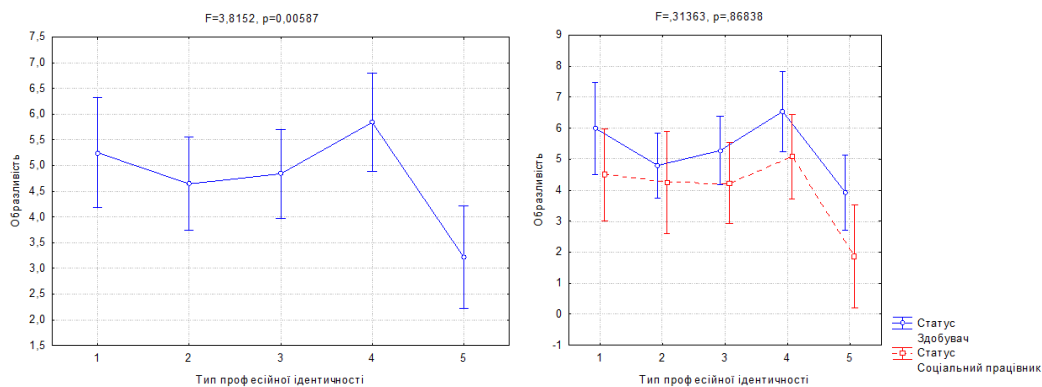 F=3,8152, p=0,00587
7,5
7,0
6,5
6,0
5,5
5,0
4,5
4,0
3,5
3,0
2,5
2,0
1,5
Образливість
1 2 3 4 5
Тип професійної ідентичності
F=,31363, p=,86838
9
8
7
6
5
4
3
2
1
0
-1
Образливість
1 2 3 4 5
Тип професійної ідентичності
Статус
Здобувач
Статус
Соціальний працівник